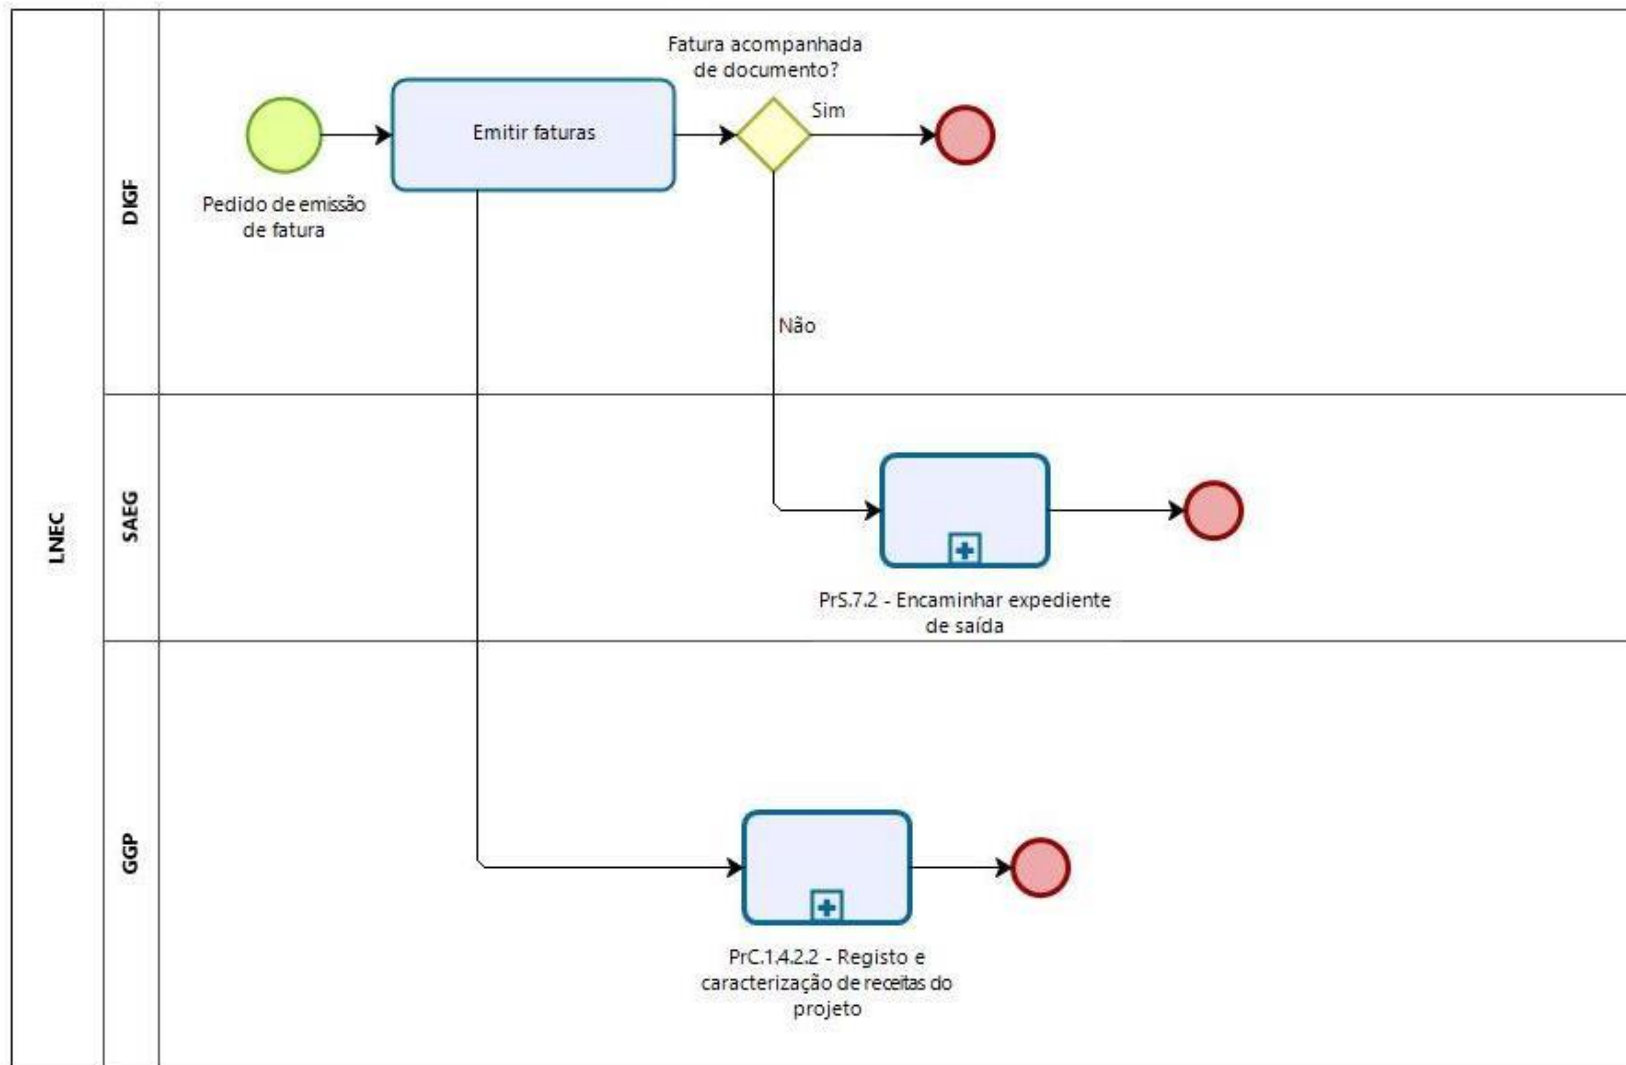 Fatura acompanhada
de documento?
Sim
Emitir faturas
Pedido de emissão
de fatura
DIGF
Não
LNEC
SAEG
PrS.7.2 - Encaminhar expediente
de saída
GGP
PrC.1.4.2.2 - Registo e
caracterização de receitas do
projeto